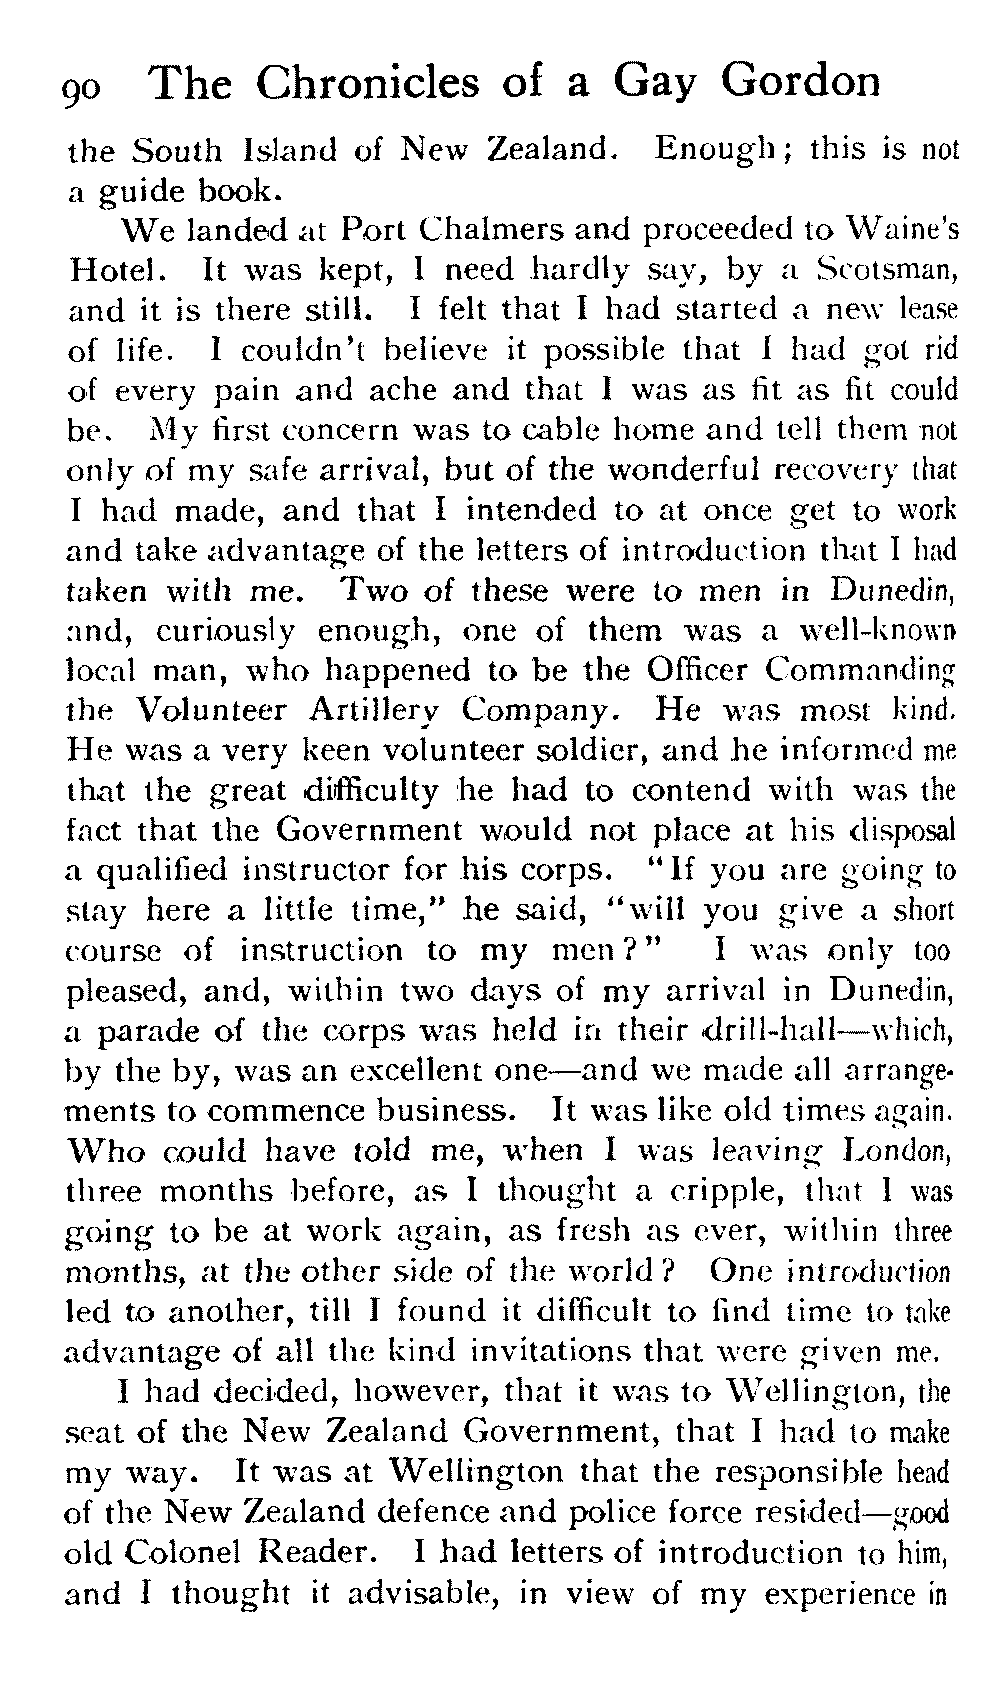 90 The Chronicles of a Gay Gordon
the South Island of New Zealand. Enough; this is not
a guide book.
We landed at Port Chalmers and proceeded to Waine's
Hotel. It was kept, I need hardly say, by a Scotsman,
and it is there still. I felt that I had started a new lease
of life. I couldn't believe it possible that I had got rid
of every pain and ache and that I was as fit as fit could
be. My first concern was to cable home and tell them not
only of my safe arrival, but of the wonderful recovery that
I had made, and that I intended to at once get to work
and take advantage of the letters of introduction that I had
taken with me. Two of these were to men in Dunedin,
and, curiously enough, one of them was a well-known
local man, who happened to be the Officer Commanding
the Volunteer Artillery Company. He was most kind.
He was a very keen volunteer soldier, and he informed me
that the great difficulty he had to contend with was the
fact that the Government would not place at his disposal
a qualified instructor for his corps. "If you are going to
stay here a little time," he said, "will you give a short
course of instruction to my men?" I was only too
pleased, and, within two days of my arrival in Dunedin,
a parade of the corps was held in their drill-hall—which,
by the by, was an excellent one—and we made all arrange-
ments to commence business. It was like old times again.
Who could have told me, when I was leaving London,
three months before, as I thought a cripple, that I was
going to be at work again, as fresh as ever, within three
months, at the other side of the world? One introduction
led to another, till I found it difficult to find time to take
advantage of all the kind invitations that were given me.
I had decided, however, that it was to Wellington, the
seat of the New Zealand Government, that I had to make
my way. It was at Wellington that the responsible head
of the New Zealand defence and police force resided—good
old Colonel Reader. I had letters of introduction to him,
and I thought it advisable, in view of my experience in